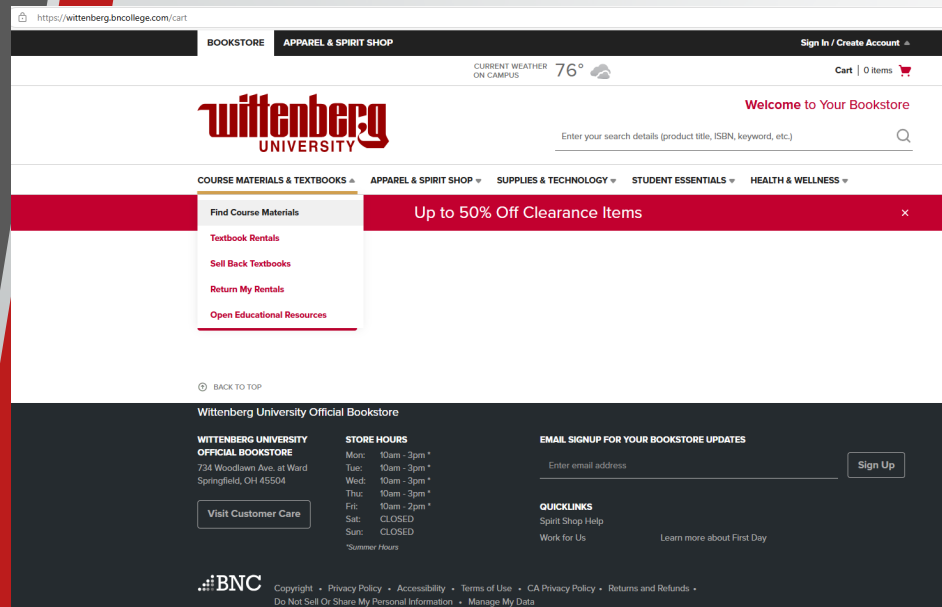 https://wittenberg.bncollege.com/cart
BOOKSTORE APPAREL & SPIRIT SHOP Sign In / Create Account
CURRENT WEATHER ON CAMPUS 76° Cart | 0 items
Welcome to Your Bookstore
wittenberg
UNIVERSITY
Enter your search details (product title, ISBN, keyword, etc.)
COURSE MATERIALS & TEXTBOOKS APPAREL & SPIRIT SHOP SUPPLIES & TECHNOLOGY STUDENT ESSENTIALS HEALTH & WELLNESS
Up to 50% Off Clearance Items ×
Find Course Materials
Textbook Rentals
Sell Back Textbooks
Return My Rentals
Open Educational Resources
BACK TO TOP
Wittenberg University Official Bookstore
WITTENBERG UNIVERSITY
OFFICIAL BOOKSTORE
734 Woodlawn Ave. at Ward
Springfield, OH 45504
Visit Customer Care
STORE HOURS
Mon: 10am - 3pm *
Tue: 10am - 3pm *
Wed: 10am - 3pm *
Thu: 10am - 3pm *
Fri: 10am - 2pm *
Sat: CLOSED
Sun: CLOSED
*Summer Hours
EMAIL SIGNUP FOR YOUR BOOKSTORE UPDATES
Enter email address Sign Up
QUICKLINKS
Spirit Shop Help
Work for Us Learn more about First Day
BNC
Copyright • Privacy Policy • Accessibility • Terms of Use • CA Privacy Policy • Returns and Refunds •
Do Not Sell Or Share My Personal Information • Manage My Data